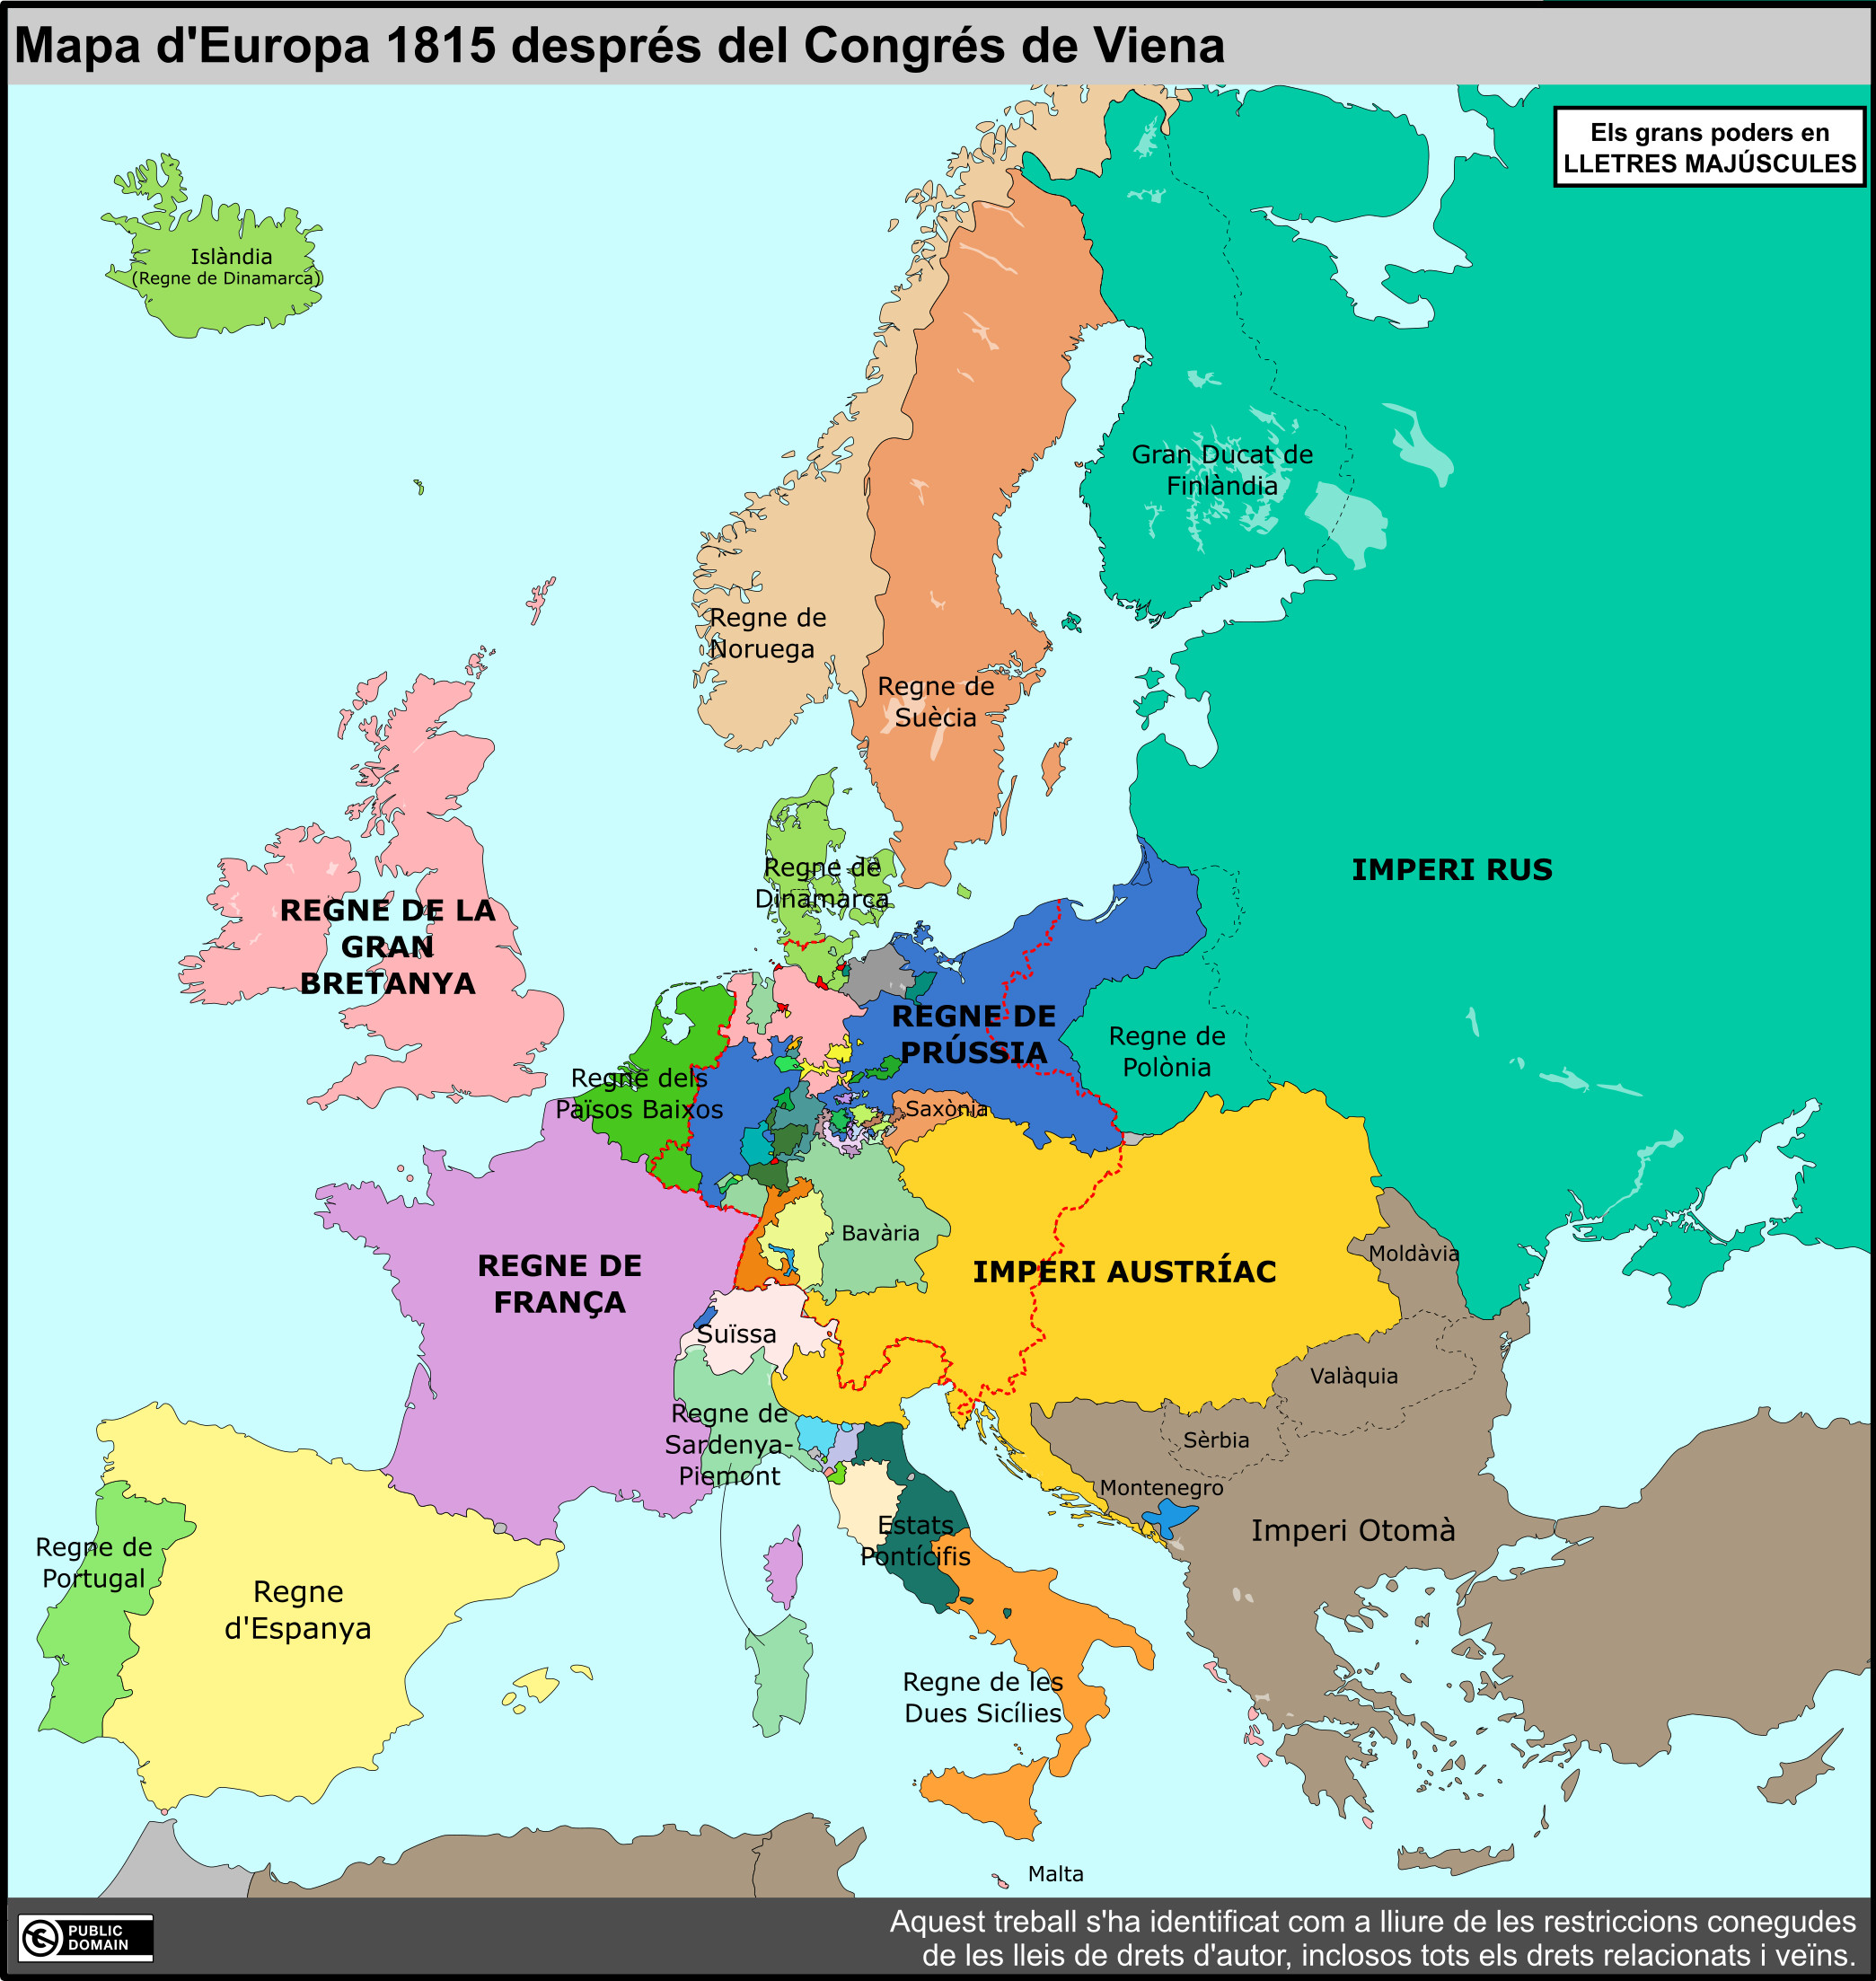 Mapa d'Europa 1815 després del Congrés de Viena
Els grans poders en
LLETRES MAJÚSCULES
Islàndia
(Regne de Dinamarca)
Gran Ducat de
Finlàndia
Regne de
Noruega
Regne de
Suècia
Regne de
Dinamarca
IMPERI RUS
REGNE DE LA
GRAN
BRETANYA
REGNE DE
PRÚSSIA
Regne de
Polònia
Regne dels
Països Baixos
Saxònia
Bavària
Moldàvia
REGNE DE
FRANÇA
IMPERI AUSTRÍAC
Suïssa
Valàquia
Regne de
Sardenya-
Piemont
Sèrbia
Montenegro
Estats
Pontícifis
Imperi Otomà
Regne de
Portugal
Regne
d'Espanya
Regne de les
Dues Sicílies
Malta
PUBLIC
DOMAIN
Aquest treball s'ha identificat com a lliure de les restriccions conegudes
de les lleis de drets d'autor, inclosos tots els drets relacionats i veïns.